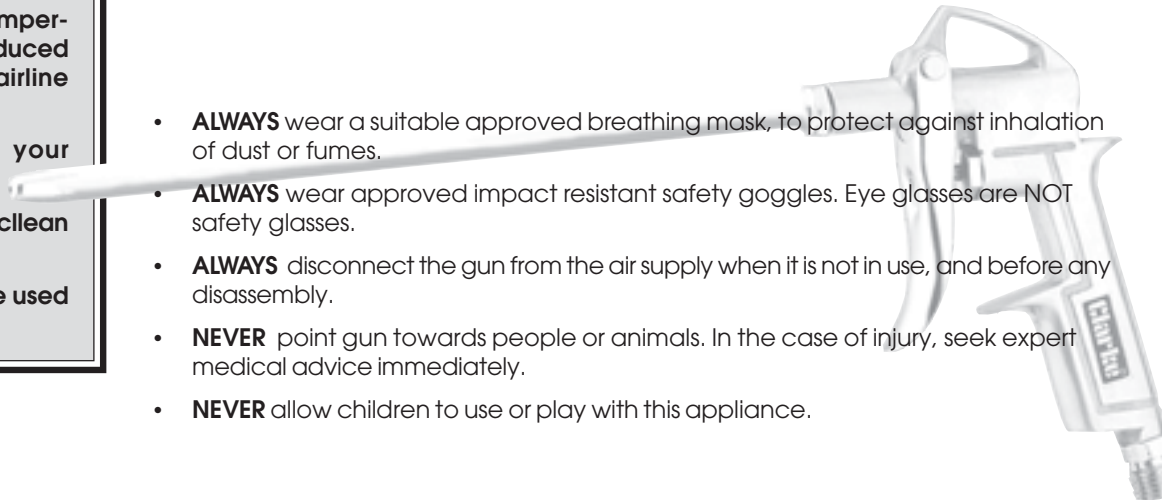 mper-
duced
airline
your
cllean
e used
• ALWAYS wear a suitable approved breathing mask, to protect against inhalation
of dust or fumes.
• ALWAYS wear approved impact resistant safety goggles. Eye glasses are NOT
safety glasses.
• ALWAYS disconnect the gun from the air supply when it is not in use, and before any
disassembly.
• NEVER point gun towards people or animals. In the case of injury, seek expert
medical advice immediately.
• NEVER allow children to use or play with this appliance.
Clarke